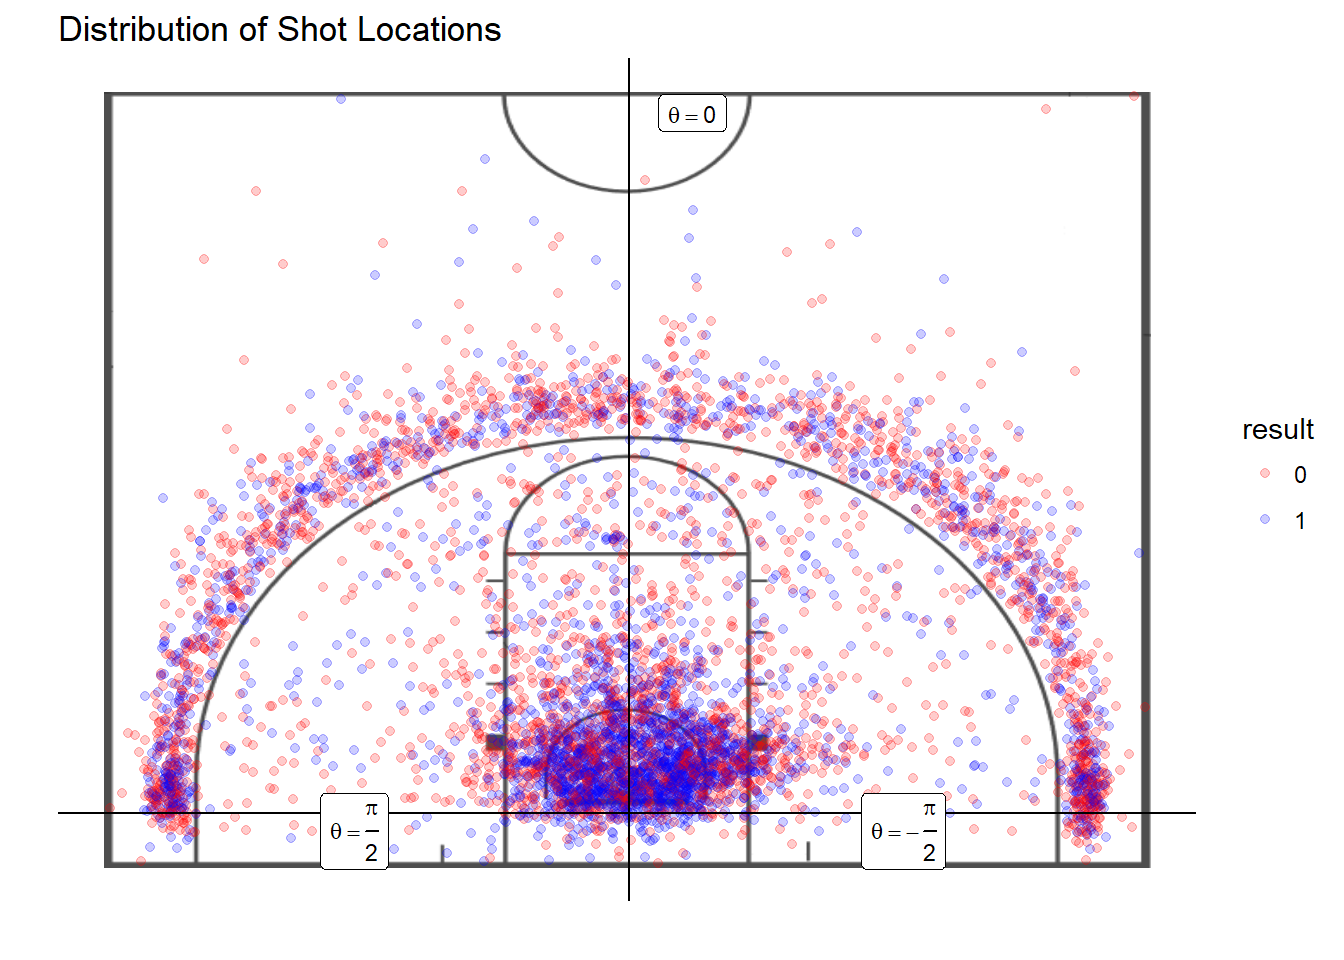 Distribution of Shot Locations
θ = 0
result
0
1
θ = π/2
θ = − π/2